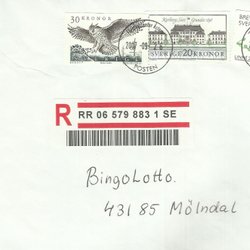 30 KRONOR
SVERIGE 20 KRONOR
POSTEN
R RR 06 579 883 1 SE
BingoLotto.
431 85 Mölndal